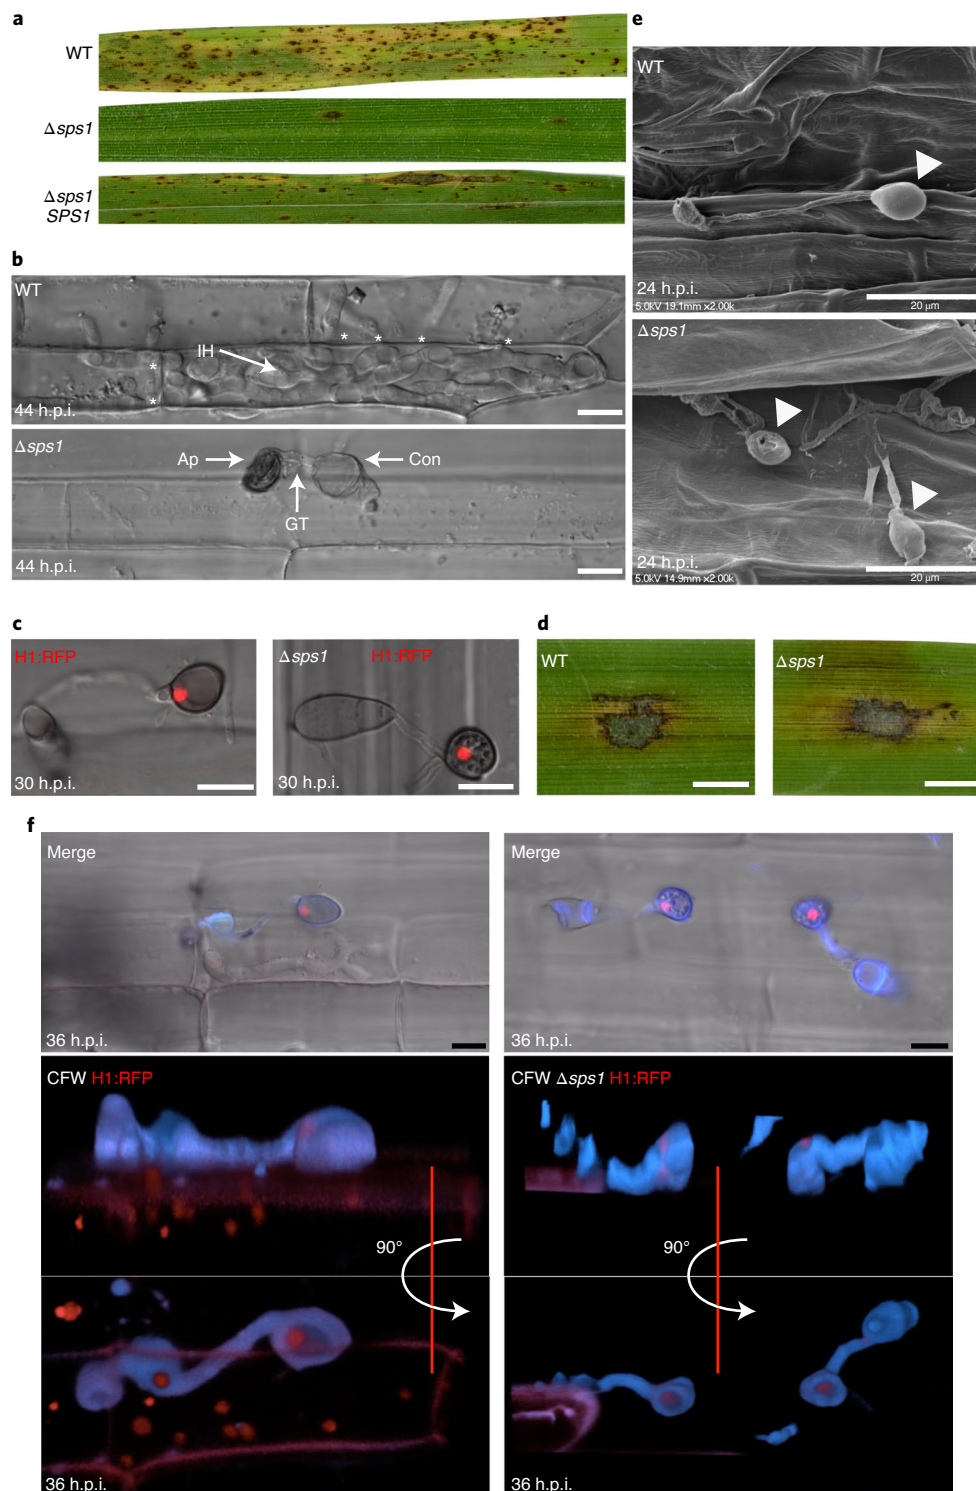 a
WT
Δsps1
Δsps1
SPS1
b
WT
IH
* * * *
*
*
44 h.p.i.
Δsps1
Ap
Con
GT
44 h.p.i.
e
WT
24 h.p.i.
5.0kV 19.1mm x2.00k
20 µm
Δsps1
24 h.p.i.
5.0kV 14.9mm x2.00k
20 µm
c
H1:RFP
30 h.p.i.
Δsps1 H1:RFP
30 h.p.i.
d
WT
Δsps1
f
Merge
36 h.p.i.
Merge
36 h.p.i.
CFW H1:RFP
90°
36 h.p.i.
CFW Δsps1 H1:RFP
90°
36 h.p.i.